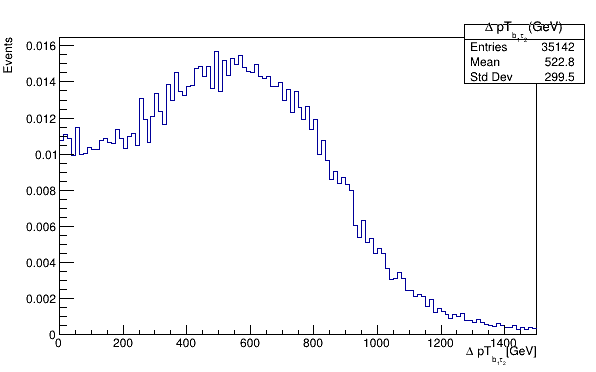 Δ pT b₁τ₂ (GeV)
Entries 35142
Mean 522.8
Std Dev 299.5
Events
0.016
0.014
0.012
0.01
0.008
0.006
0.004
0.002
0
0 200 400 600 800 1000 1200 1400
Δ pT b₁τ₂ [GeV]